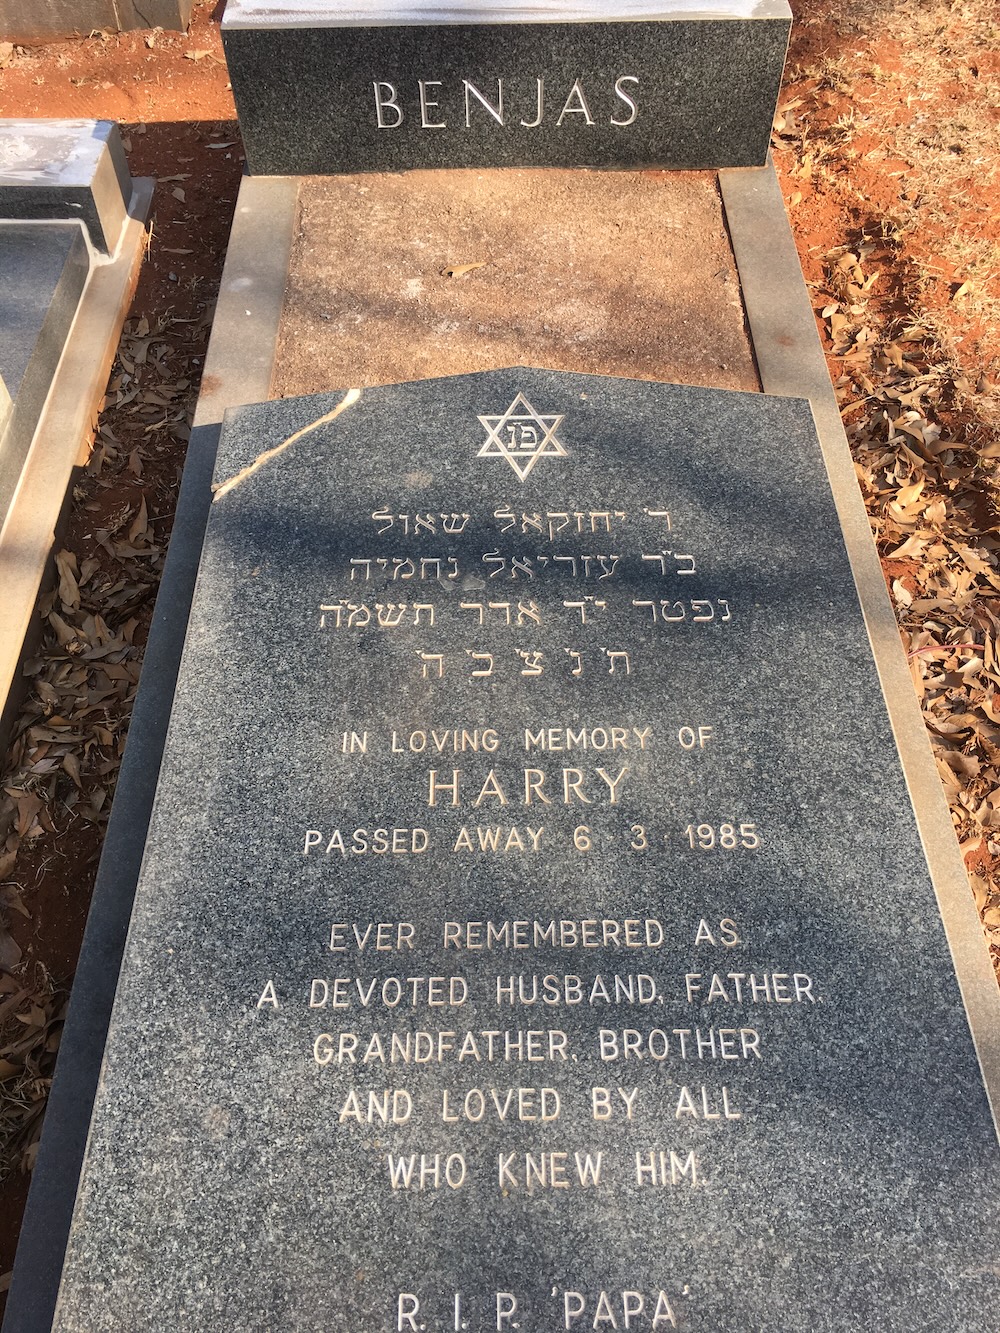 BENJAS
פ"נ
ר' יחזקאל שאול
ב"ר עזריאל נחמיה
נפטר י"ד אדר תשמ"ה
ת' נ' צ' ב' ה'
IN LOVING MEMORY OF
HARRY
PASSED AWAY 6 3 1985
EVER REMEMBERED AS
A DEVOTED HUSBAND, FATHER,
GRANDFATHER, BROTHER
AND LOVED BY ALL
WHO KNEW HIM.
R. I. P. 'PAPA'